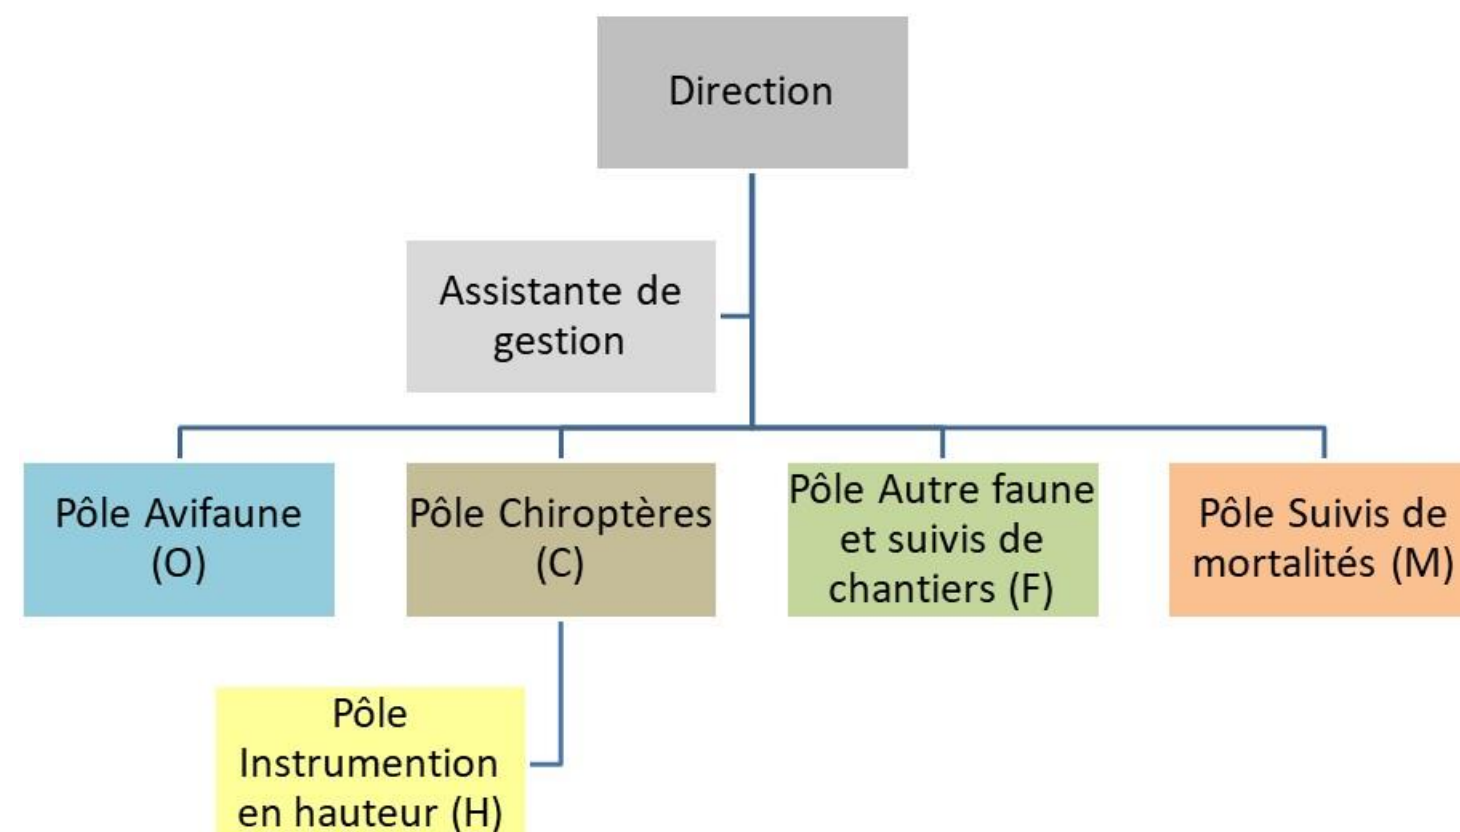 Direction
Assistante de
gestion
Pôle Avifaune
(O)
Pôle Chiroptères
(C)
Pôle Autre faune
et suivis de
chantiers (F)
Pôle Suivis de
mortalités (M)
Pôle
Instrumention
en hauteur (H)